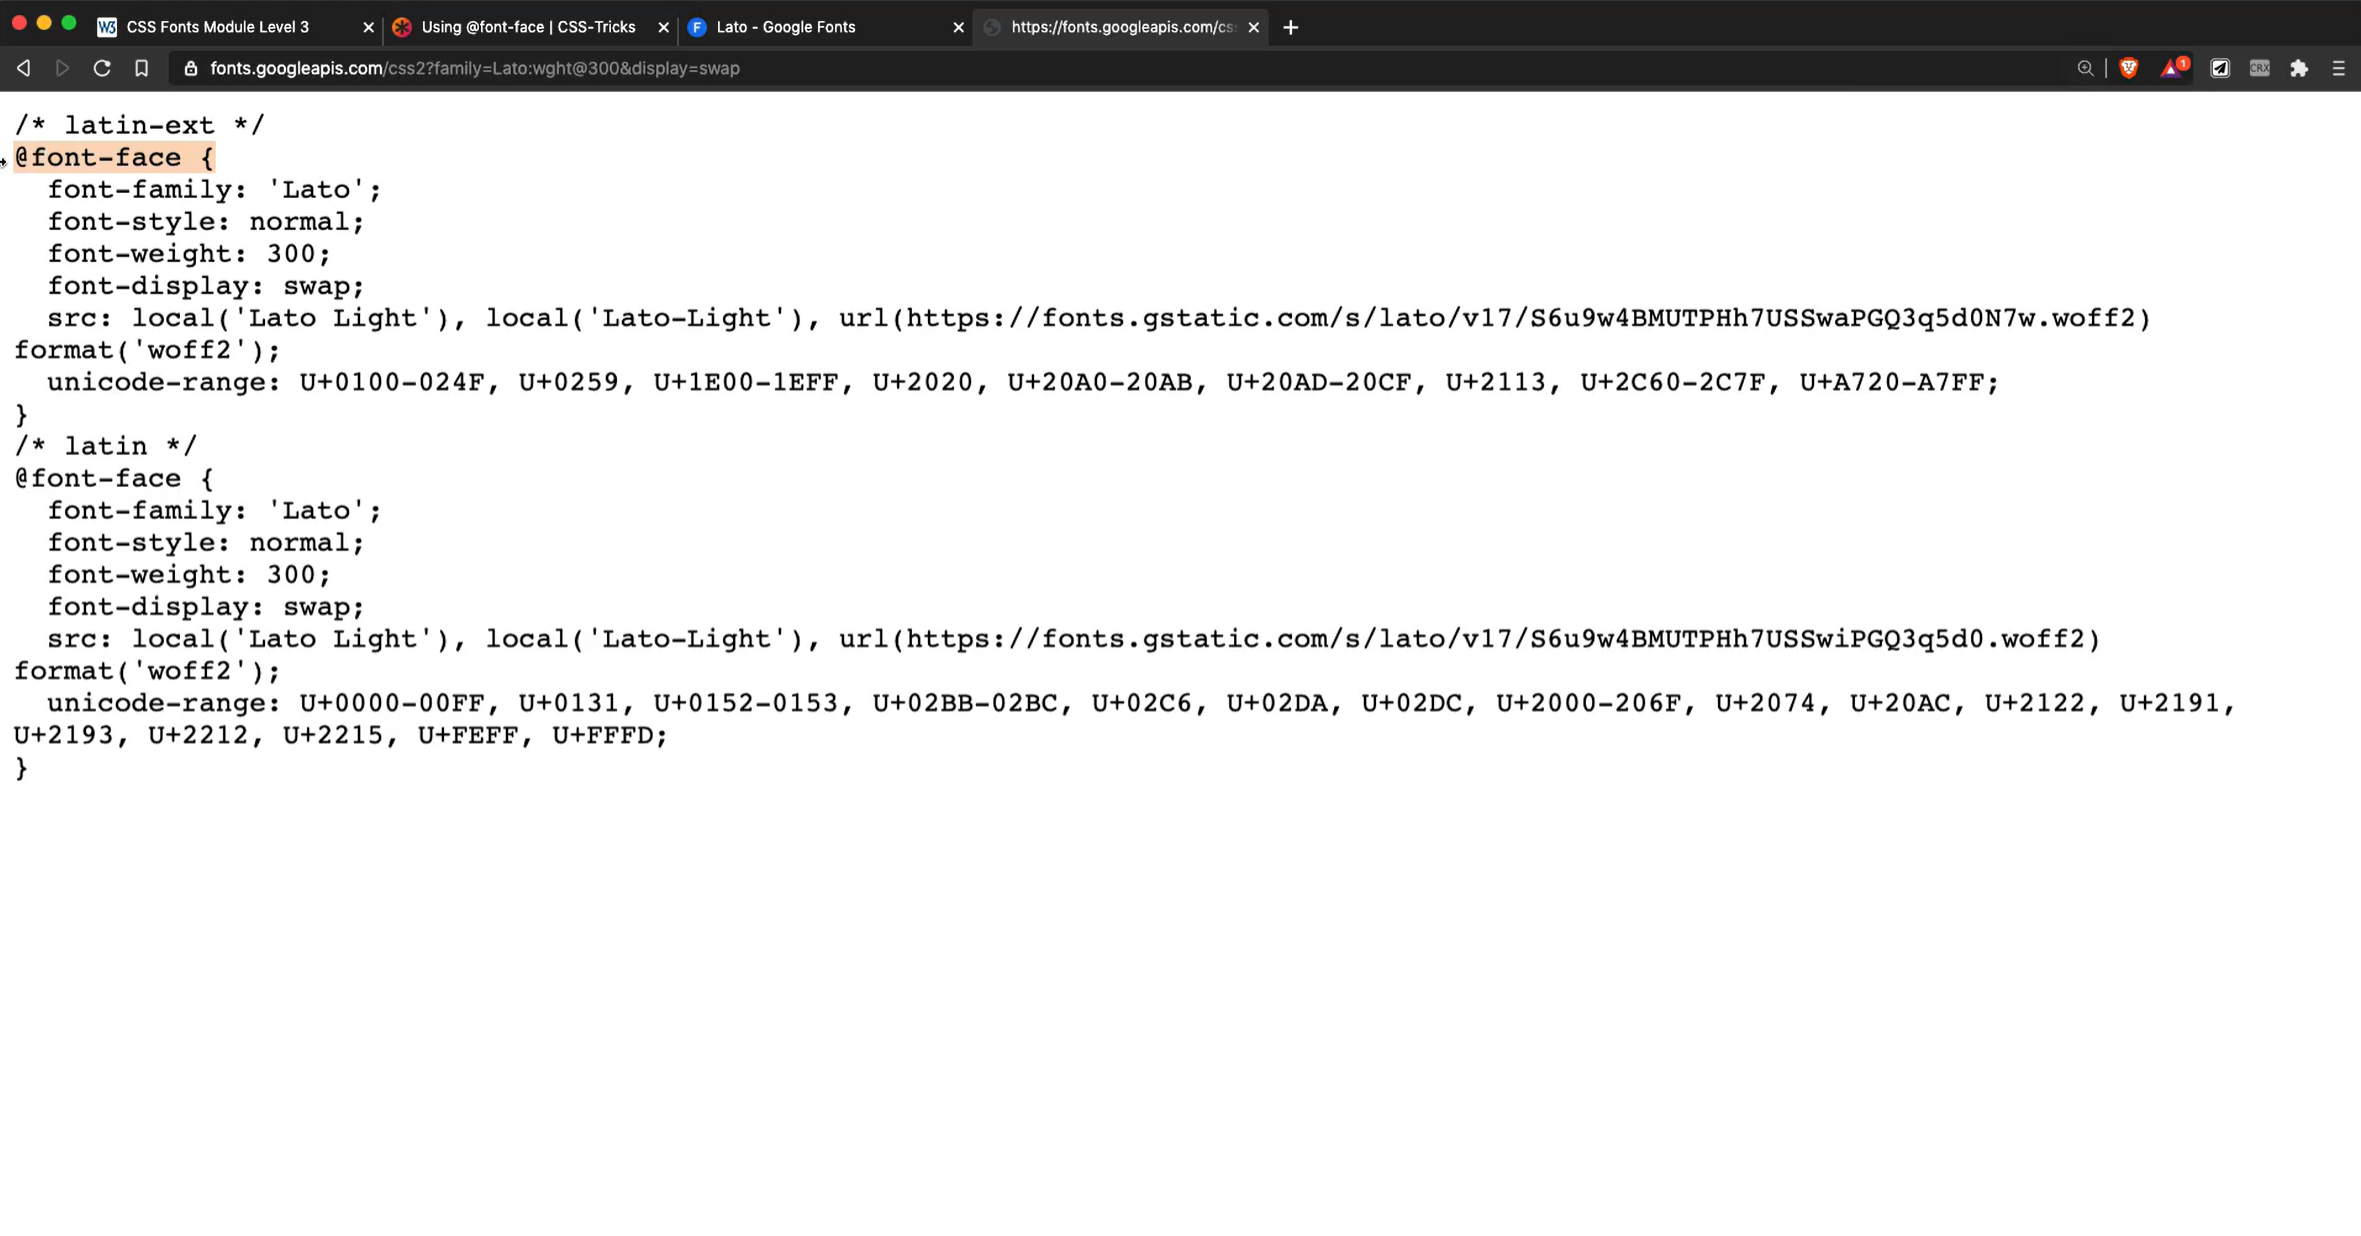 CSS Fonts Module Level 3
Using @font-face | CSS-Tricks
Lato - Google Fonts
https://fonts.googleapis.com/cs
fonts.googleapis.com/css2?family=Lato:wght@300&display=swap
1
CRX
/* latin-ext */
@font-face {
  font-family: 'Lato';
  font-style: normal;
  font-weight: 300;
  font-display: swap;
  src: local('Lato Light'), local('Lato-Light'), url(https://fonts.gstatic.com/s/lato/v17/S6u9w4BMUTPHh7USSwaPGQ3q5d0N7w.woff2)
format('woff2');
  unicode-range: U+0100-024F, U+0259, U+1E00-1EFF, U+2020, U+20A0-20AB, U+20AD-20CF, U+2113, U+2C60-2C7F, U+A720-A7FF;
}
/* latin */
@font-face {
  font-family: 'Lato';
  font-style: normal;
  font-weight: 300;
  font-display: swap;
  src: local('Lato Light'), local('Lato-Light'), url(https://fonts.gstatic.com/s/lato/v17/S6u9w4BMUTPHh7USSwiPGQ3q5d0.woff2)
format('woff2');
  unicode-range: U+0000-00FF, U+0131, U+0152-0153, U+02BB-02BC, U+02C6, U+02DA, U+02DC, U+2000-206F, U+2074, U+20AC, U+2122, U+2191,
U+2193, U+2212, U+2215, U+FEFF, U+FFFD;
}